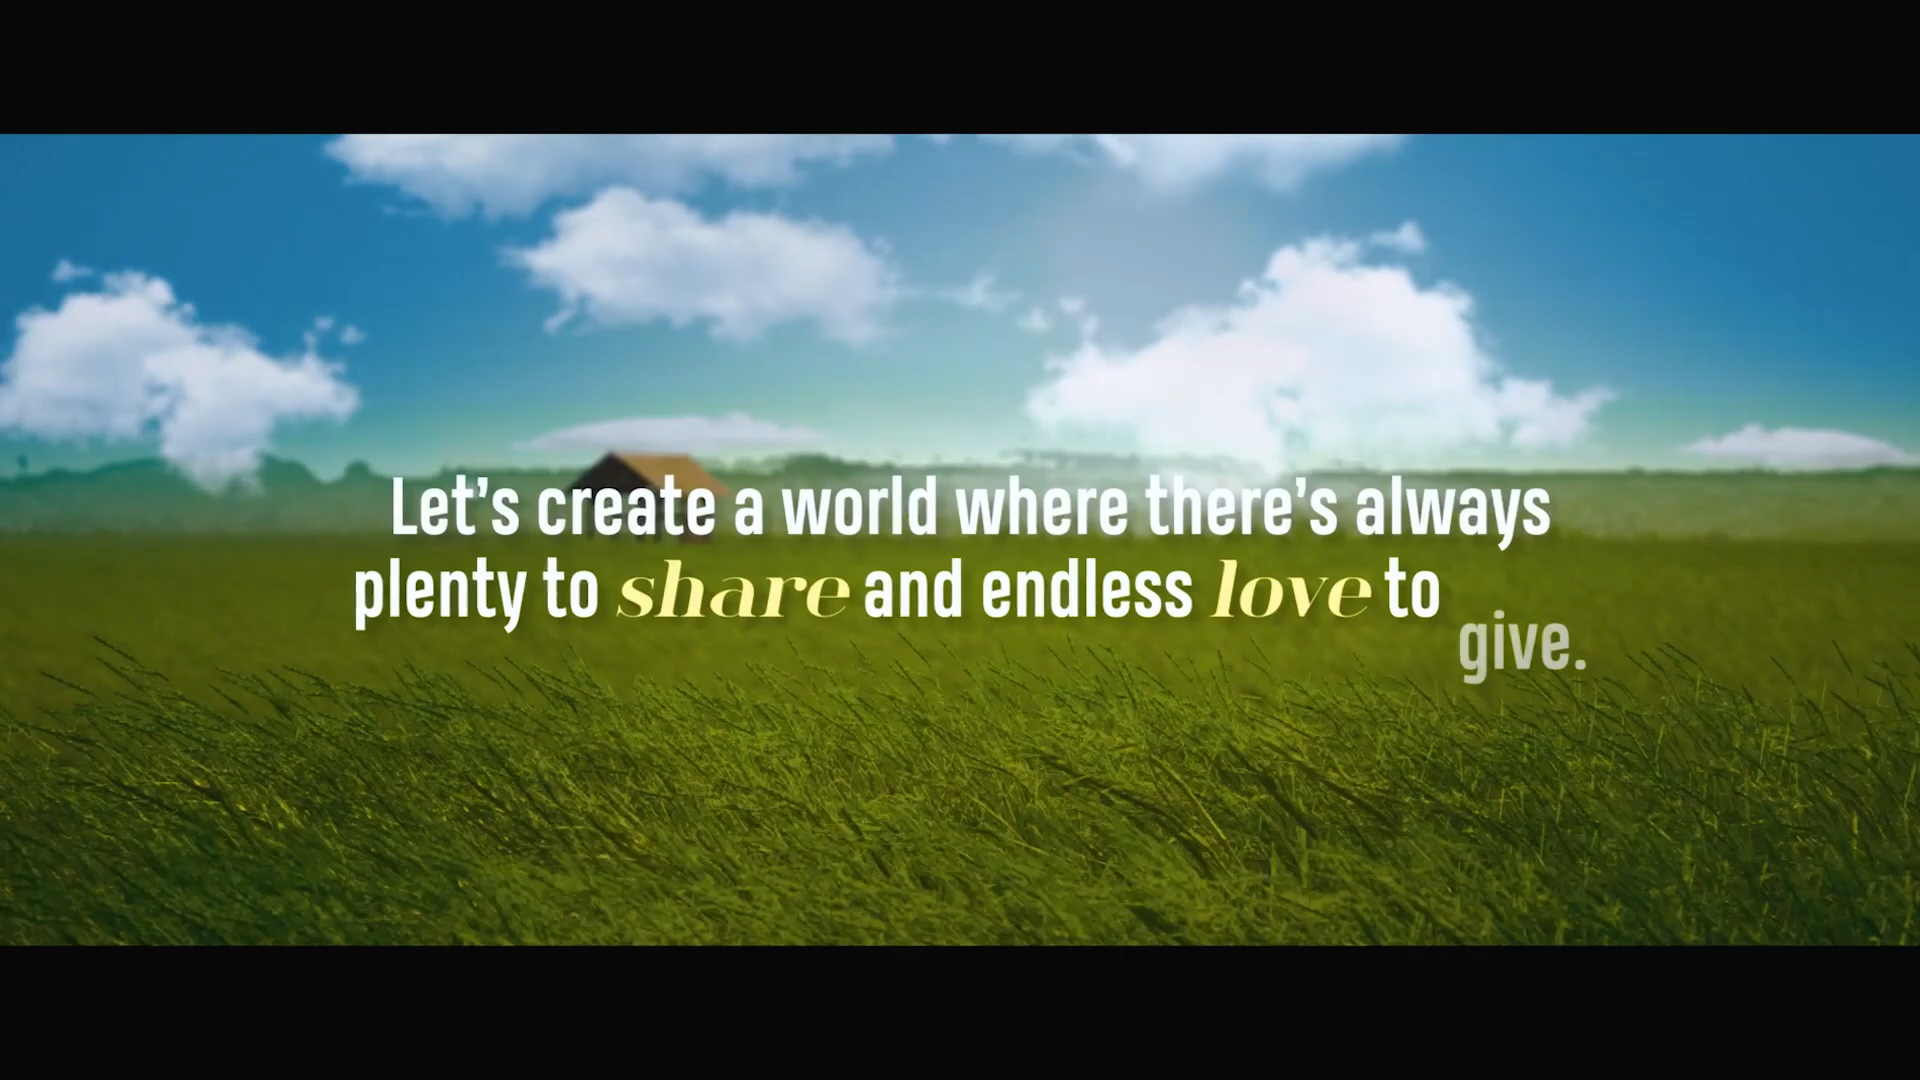 Let’s create a world where there’s always
plenty to share and endless love to
give.